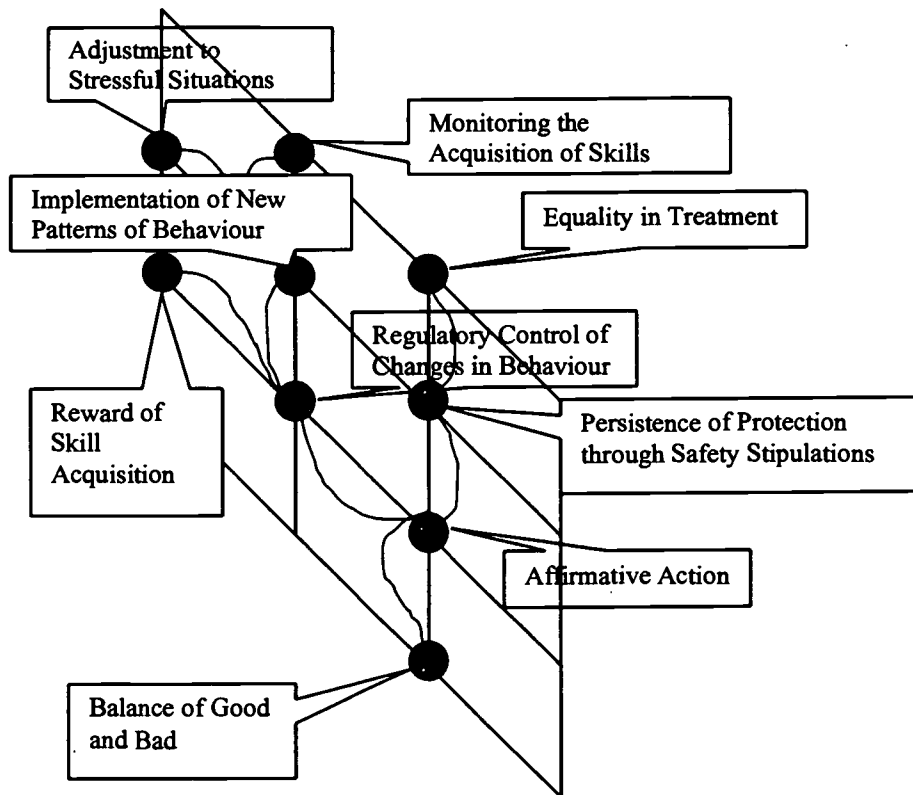 Adjustment to
Stressful Situations
Monitoring the
Acquisition of Skills
Implementation of New
Patterns of Behaviour
Equality in Treatment
Regulatory Control of
Changes in Behaviour
Reward of
Skill
Acquisition
Persistence of Protection
through Safety Stipulations
Affirmative Action
Balance of Good
and Bad